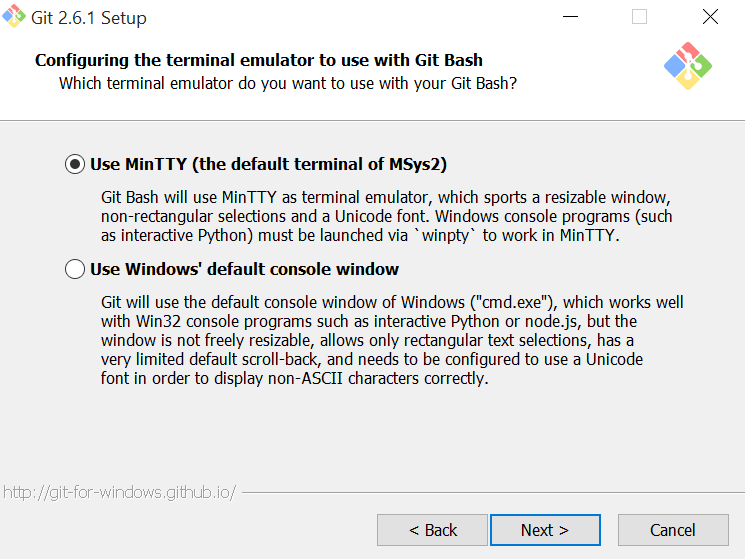 Git 2.6.1 Setup
Configuring the terminal emulator to use with Git Bash
Which terminal emulator do you want to use with your Git Bash?
Use MinTTY (the default terminal of MSys2)
Git Bash will use MinTTY as terminal emulator, which sports a resizable window,
non-rectangular selections and a Unicode font. Windows console programs (such
as interactive Python) must be launched via `winpty` to work in MinTTY.
Use Windows' default console window
Git will use the default console window of Windows ("cmd.exe"), which works well
with Win32 console programs such as interactive Python or node.js, but the
window is not freely resizable, allows only rectangular text selections, has a
very limited default scroll-back, and needs to be configured to use a Unicode
font in order to display non-ASCII characters correctly.
http://git-for-windows.github.io/
< Back Next > Cancel